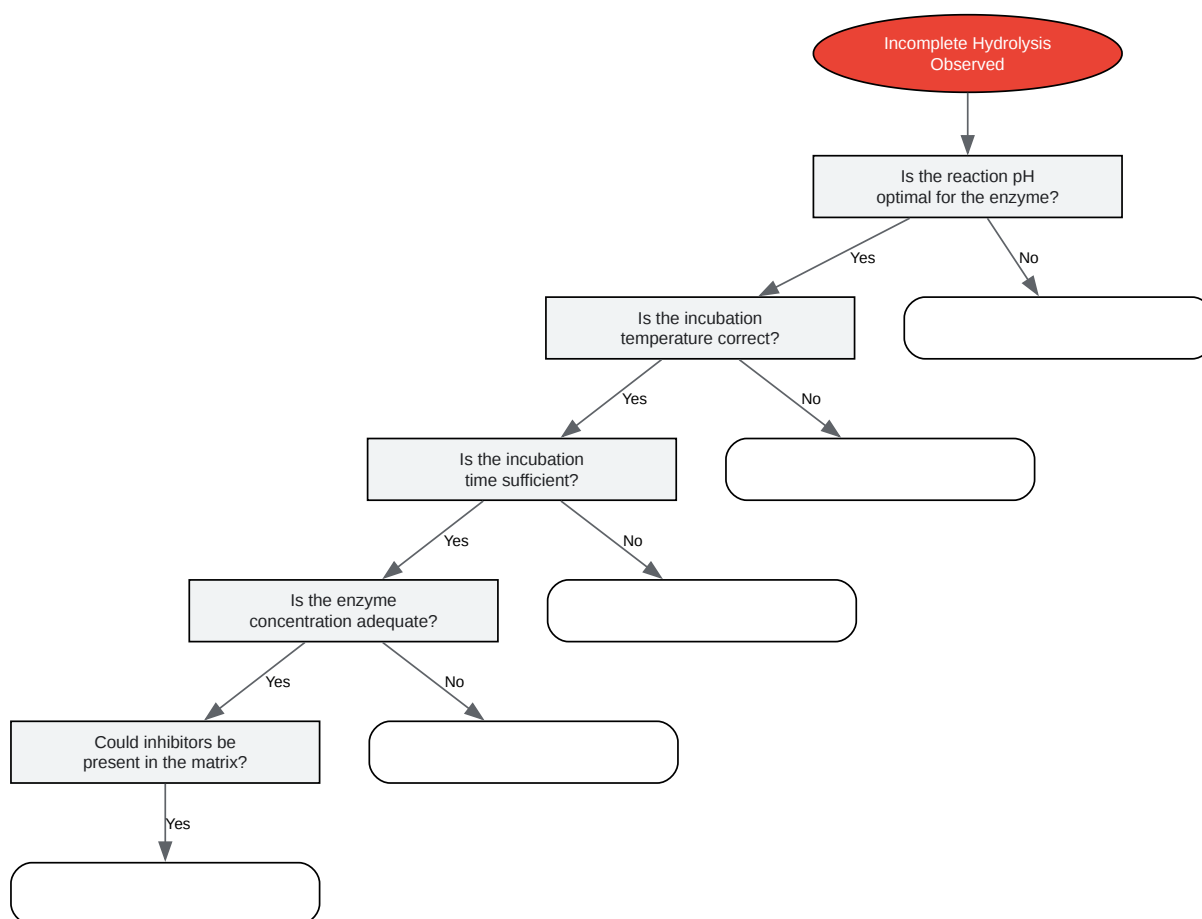 Incomplete Hydrolysis
Observed
Is the reaction pH
optimal for the enzyme?
Yes
No
Is the incubation
temperature correct?
Yes
No
Is the incubation
time sufficient?
Yes
No
Is the enzyme
concentration adequate?
Yes
No
Could inhibitors be
present in the matrix?
Yes